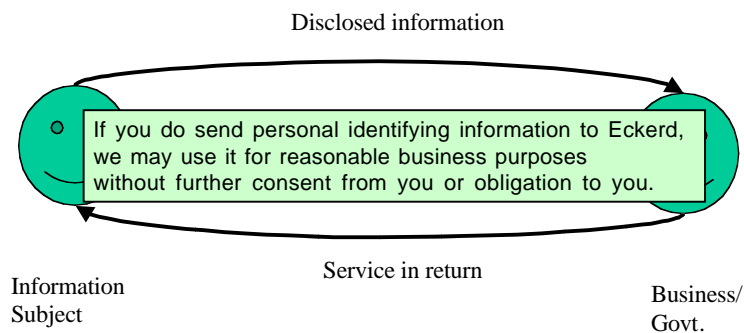 Disclosed information
If you do send personal identifying information to Eckerd,
we may use it for reasonable business purposes
without further consent from you or obligation to you.
Service in return
Information
Subject
Business/
Govt.